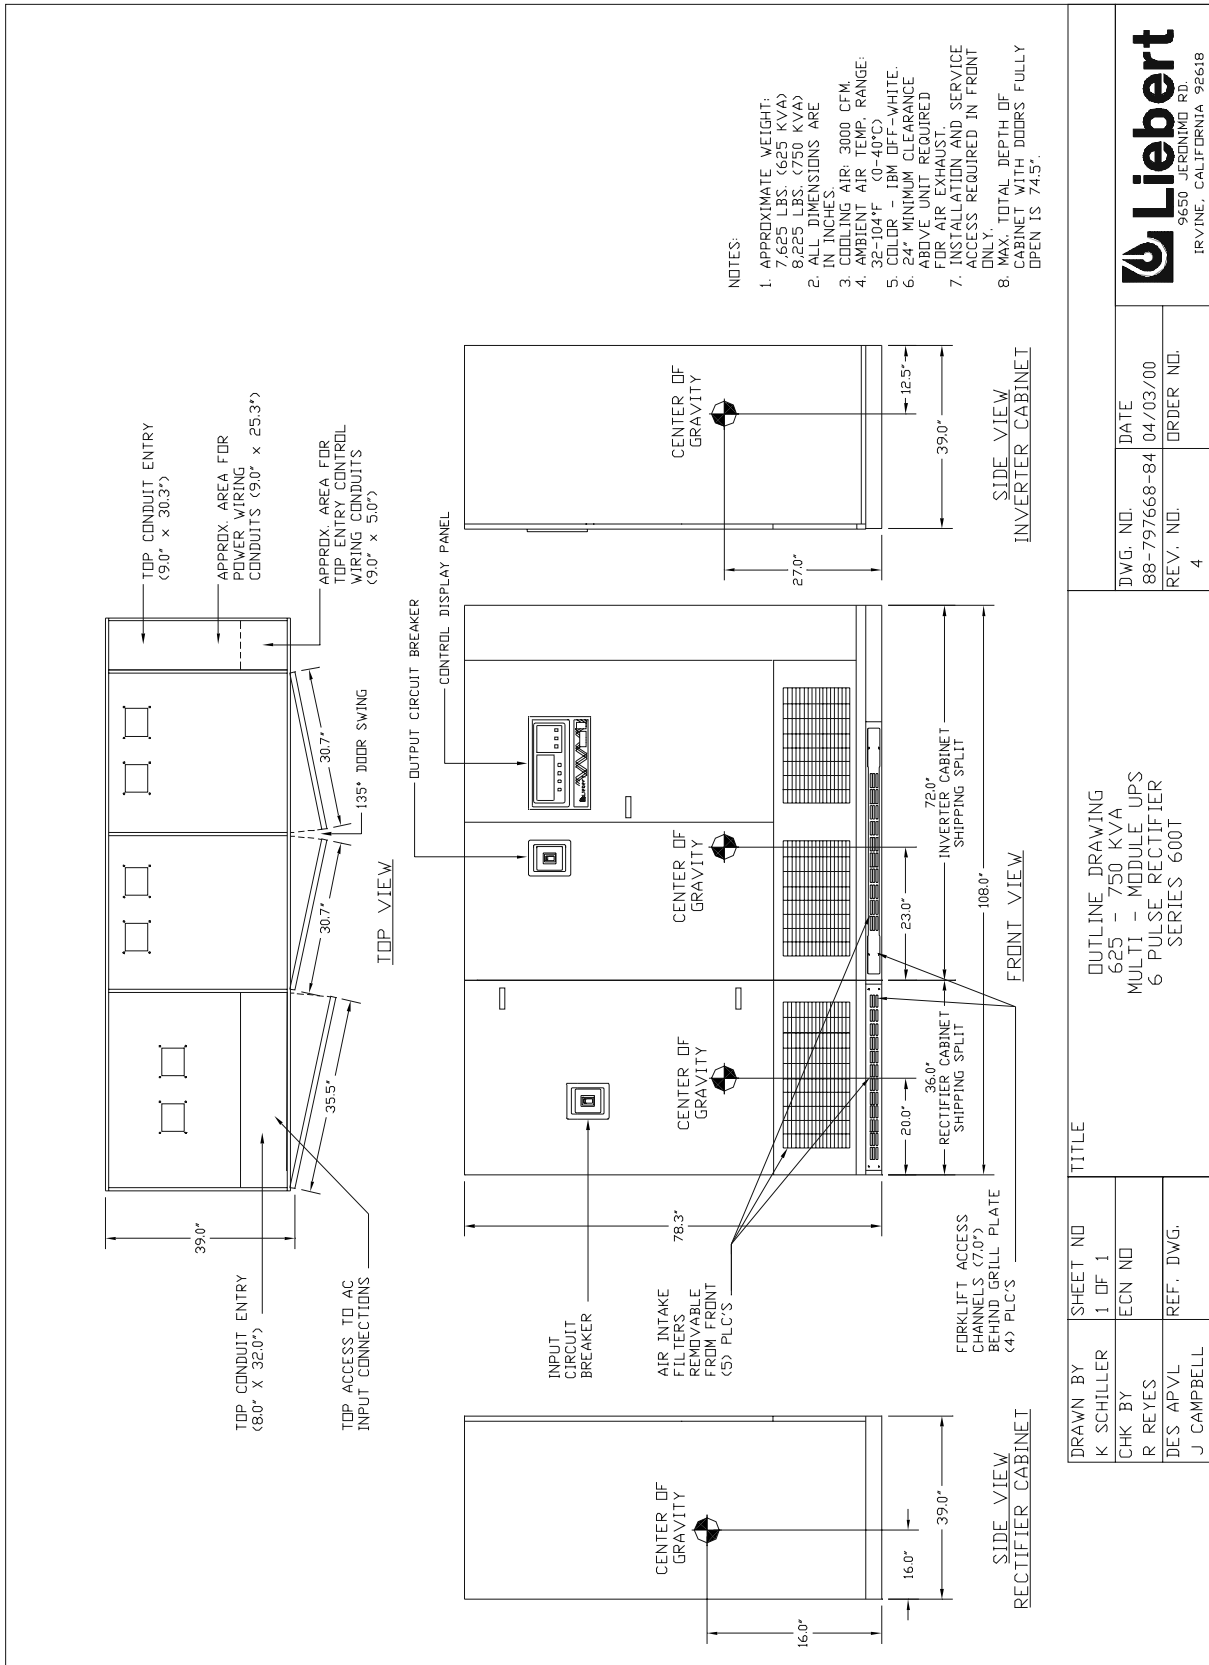 TOP CONDUIT ENTRY
(9.0" x 30.3")
APPROX. AREA FOR
POWER WIRING
CONDUITS (9.0" x 25.3")
APPROX. AREA FOR
TOP ENTRY CONTROL
WIRING CONDUITS
(9.0" x 5.0")
39.0"
35.5"
30.7"
30.7"
135° DOOR SWING
TOP CONDUIT ENTRY
(8.0" X 32.0")
TOP ACCESS TO AC
INPUT CONNECTIONS
TOP VIEW
NOTES:
1. APPROXIMATE WEIGHT:
7,625 LBS. (625 KVA)
8,225 LBS. (750 KVA)
2. ALL DIMENSIONS ARE
IN INCHES.
3. COOLING AIR: 3000 CFM.
4. AMBIENT AIR TEMP. RANGE:
32-104°F (0-40°C)
5. COLOR - IBM OFF-WHITE.
6. 24" MINIMUM CLEARANCE
ABOVE UNIT REQUIRED
FOR AIR EXHAUST.
7. INSTALLATION AND SERVICE
ACCESS REQUIRED IN FRONT
ONLY.
8. MAX. TOTAL DEPTH OF
CABINET WITH DOORS FULLY
OPEN IS 74.5".
CENTER OF
GRAVITY
16.0"
16.0"
39.0"
SIDE VIEW
RECTIFIER CABINET
INPUT
CIRCUIT
BREAKER
AIR INTAKE
FILTERS
REMOVABLE
FROM FRONT
(5) PLC'S
FORKLIFT ACCESS
CHANNELS (7.0")
BEHIND GRILL PLATE
(4) PLC'S
OUTPUT CIRCUIT BREAKER
CONTROL DISPLAY PANEL
78.3"
CENTER OF
GRAVITY
CENTER OF
GRAVITY
20.0"
23.0"
36.0"
RECTIFIER CABINET
SHIPPING SPLIT
72.0"
INVERTER CABINET
SHIPPING SPLIT
108.0"
FRONT VIEW
CENTER OF
GRAVITY
27.0"
12.5"
39.0"
SIDE VIEW
INVERTER CABINET
DRAWN BY
K SCHILLER
CHK BY
R REYES
DES APVL
J CAMPBELL
SHEET NO
1 OF 1
ECN NO
REF. DWG.
TITLE
OUTLINE DRAWING
625 - 750 KVA
MULTI - MODULE UPS
6 PULSE RECTIFIER
SERIES 600T
DWG. NO.
88-797668-84
REV. NO.
4
DATE
04/03/00
ORDER NO.
Liebert
9650 JERONIMO RD.
IRVINE, CALIFORNIA 92618